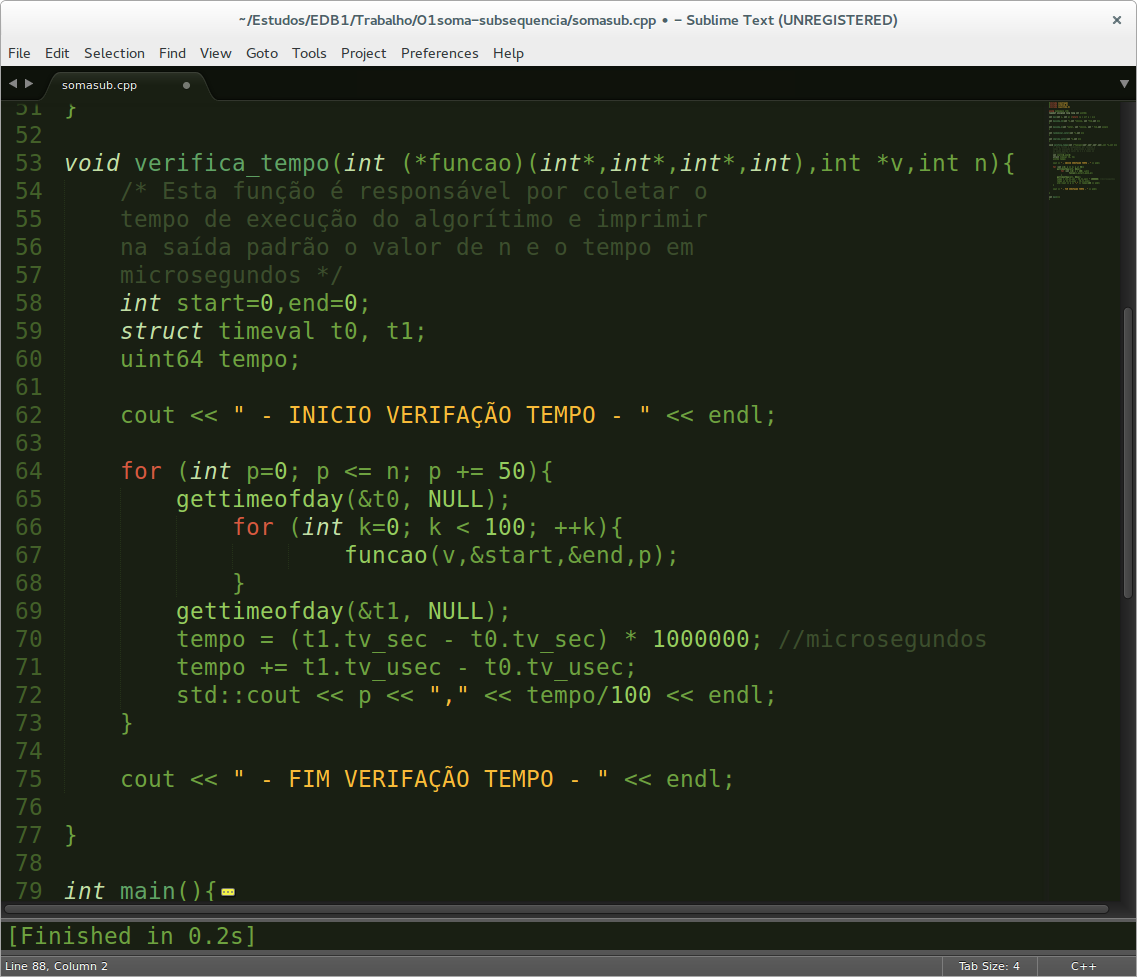 ~/Estudos/EDB1/Trabalho/O1soma-subsequencia/somasub.cpp • - Sublime Text (UNREGISTERED)
File Edit Selection Find View Goto Tools Project Preferences Help
somasub.cpp
51 }
52
53 void verifica_tempo(int (*funcao)(int*,int*,int*,int),int *v,int n){
54     /* Esta função é responsável por coletar o
55     tempo de execução do algorítimo e imprimir
56     na saída padrão o valor de n e o tempo em
57     microsegundos */
58     int start=0,end=0;
59     struct timeval t0, t1;
60     uint64 tempo;
61
62     cout << " - INICIO VERIFAÇÃO TEMPO - " << endl;
63
64     for (int p=0; p <= n; p += 50){
65         gettimeofday(&t0, NULL);
66             for (int k=0; k < 100; ++k){
67                     funcao(v,&start,&end,p);
68             }
69         gettimeofday(&t1, NULL);
70         tempo = (t1.tv_sec - t0.tv_sec) * 1000000; //microsegundos
71         tempo += t1.tv_usec - t0.tv_usec;
72         std::cout << p << "," << tempo/100 << endl;
73     }
74
75     cout << " - FIM VERIFAÇÃO TEMPO - " << endl;
76
77 }
78
79 int main(){
[Finished in 0.2s]
Line 88, Column 2 Tab Size: 4 C++